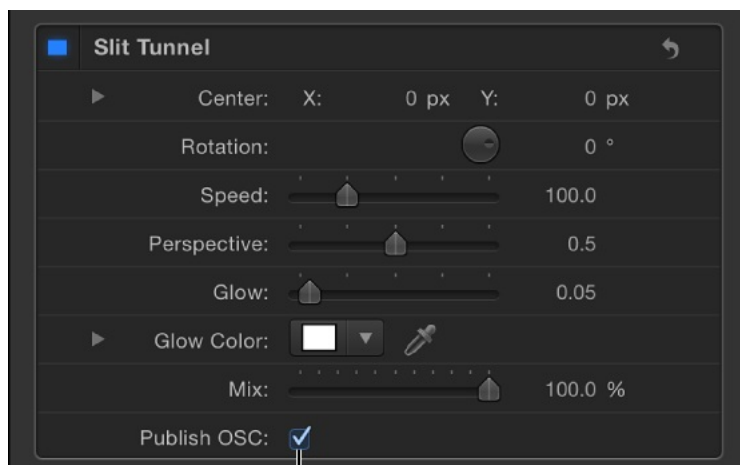 Slit Tunnel
Center: X: 0 px Y: 0 px
Rotation: 0 °
Speed: 100.0
Perspective: 0.5
Glow: 0.05
Glow Color:
Mix: 100.0 %
Publish OSC: